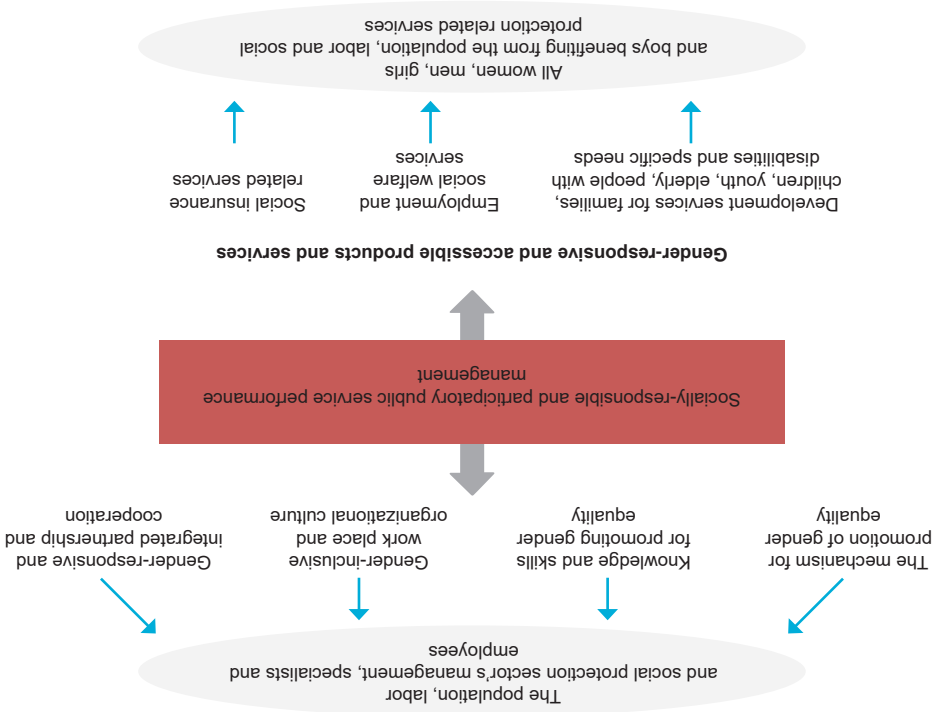 The population, labor
and social protection sector's management, specialists and
employees
The mechanism for
promotion of gender
equality
Knowledge and skills
for promoting gender
equality
Gender-inclusive
work place and
organizational culture
Gender-responsive and
integrated partnership and
cooperation
Socially-responsible and participatory public service performance
management
Gender-responsive and accessible products and services
Development services for families,
children, youth, elderly, people with
disabilities and specific needs
Employment and
social welfare
services
Social insurance
related services
All women, men, girls
and boys benefiting from the population, labor and social
protection related services